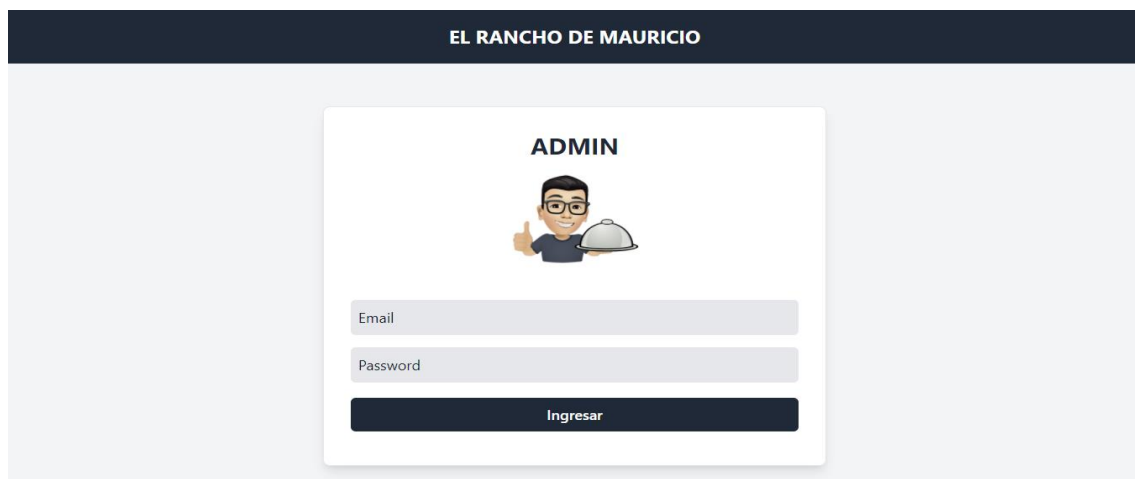 EL RANCHO DE MAURICIO
ADMIN
Email
Password
Ingresar